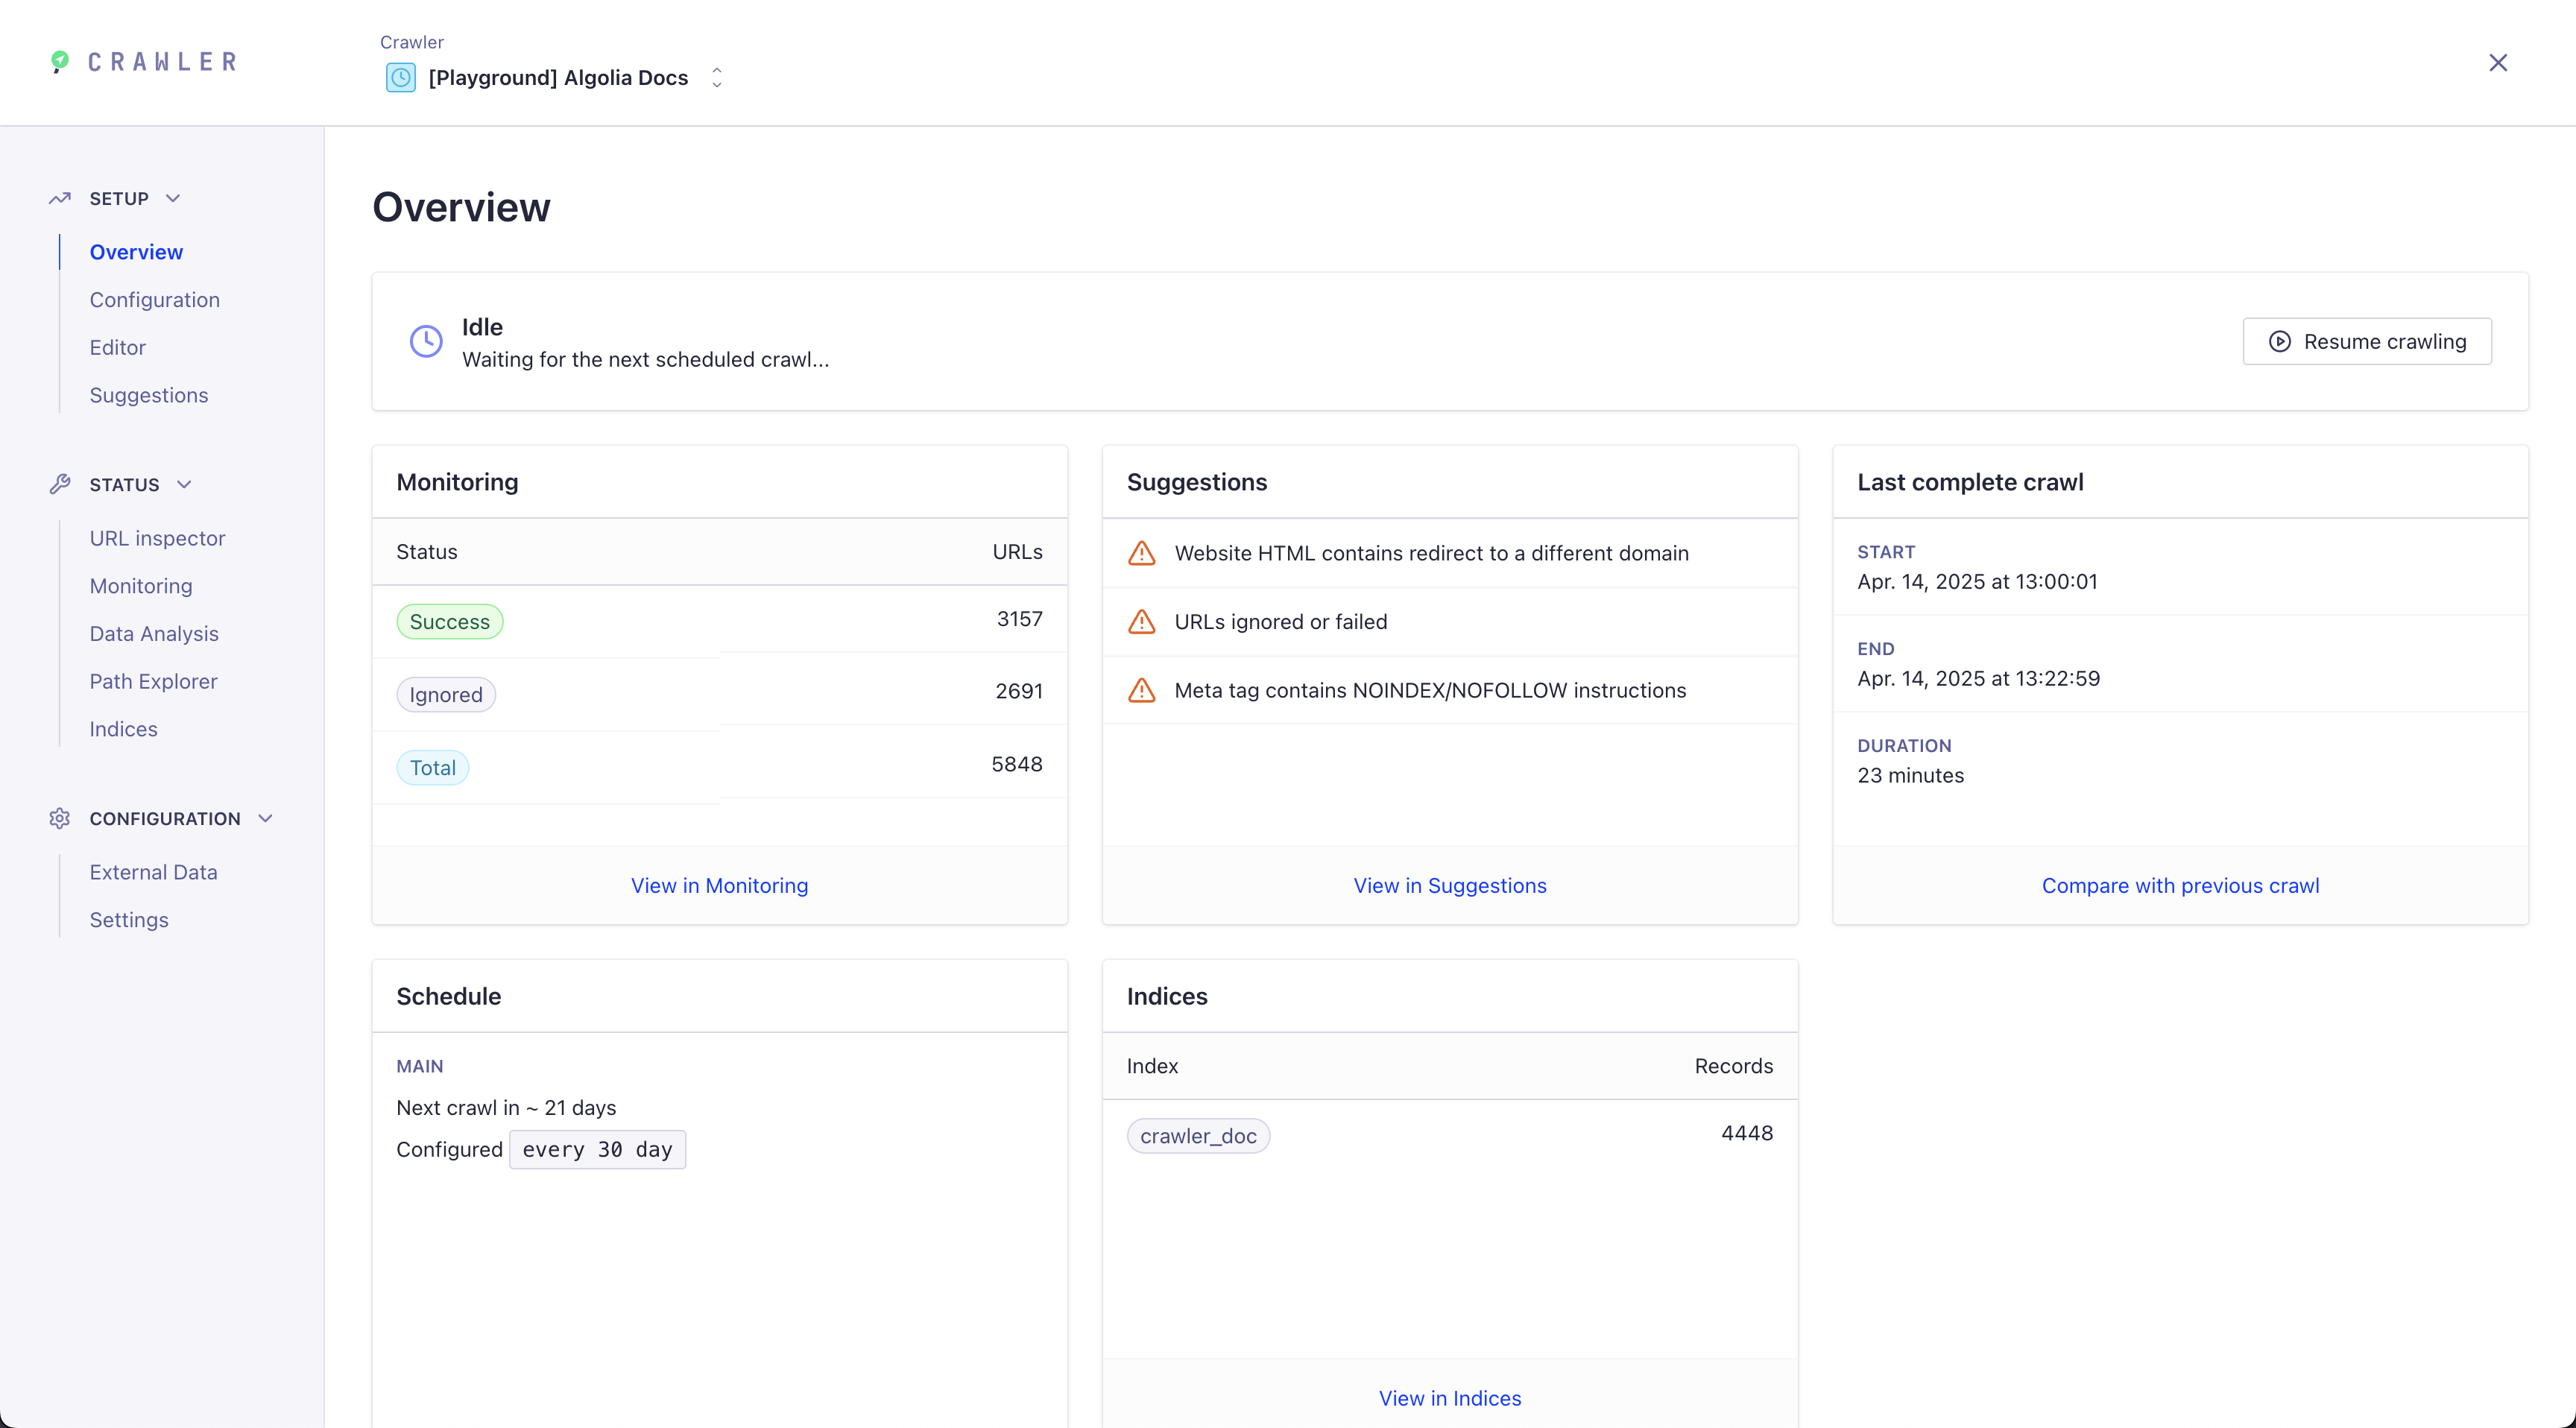 CRAWLER
Crawler
[Playground] Algolia Docs
SETUP
Overview
Configuration
Editor
Suggestions
STATUS
URL inspector
Monitoring
Data Analysis
Path Explorer
Indices
CONFIGURATION
External Data
Settings
Overview
Idle
Waiting for the next scheduled crawl...
Resume crawling
Monitoring
Status URLs
Success 3157
Ignored 2691
Total 5848
View in Monitoring
Suggestions
Website HTML contains redirect to a different domain
URLs ignored or failed
Meta tag contains NOINDEX/NOFOLLOW instructions
View in Suggestions
Last complete crawl
START
Apr. 14, 2025 at 13:00:01
END
Apr. 14, 2025 at 13:22:59
DURATION
23 minutes
Compare with previous crawl
Schedule
MAIN
Next crawl in ~ 21 days
Configured every 30 day
Indices
Index Records
crawler_doc 4448
View in Indices